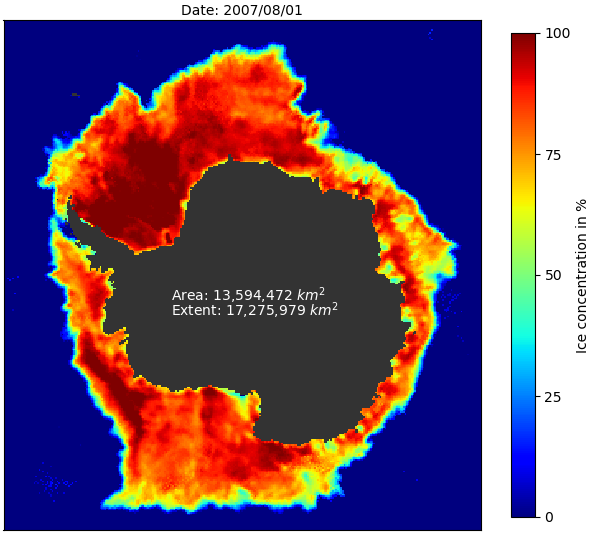 Date: 2007/08/01
Area: 13,594,472 km²
Extent: 17,275,979 km²
100
75
50
25
0
Ice concentration in %